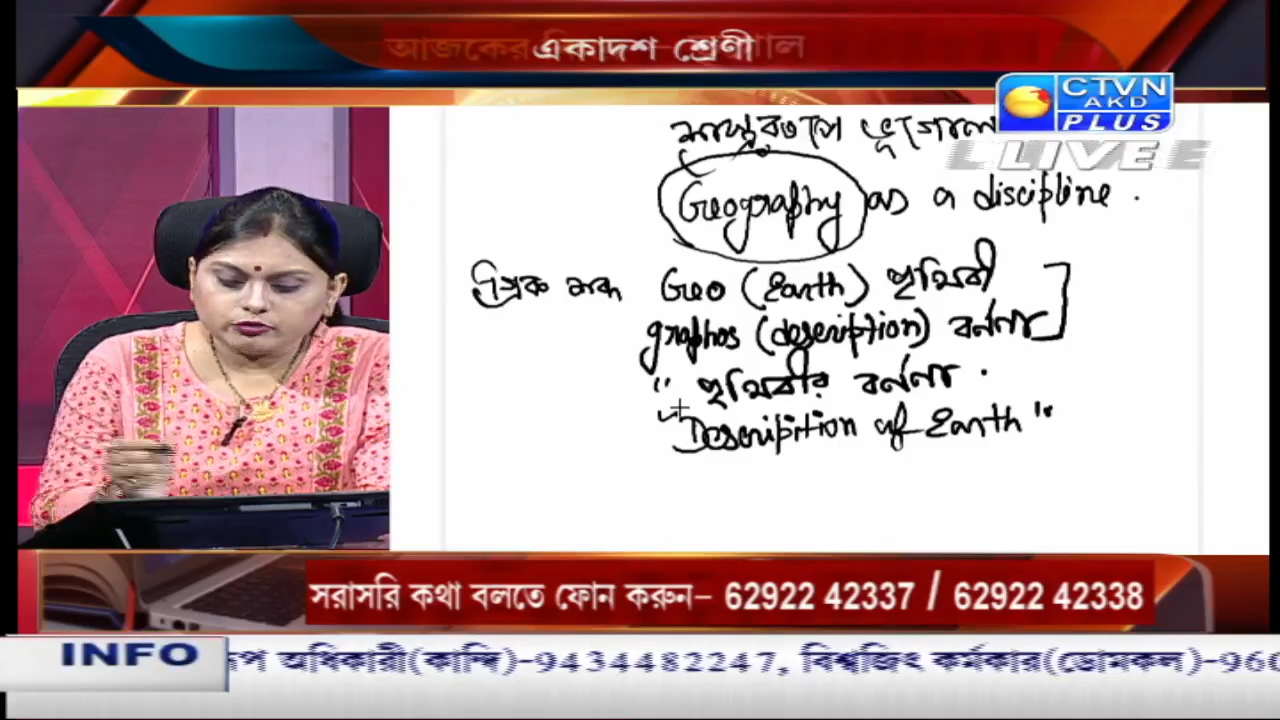 আজকের একাদশ শ্রেণী
CTVN
AKD
PLUS
LIVE
ভূগোল
Geography as a discipline.
গ্রিক শব্দ Geo (Earth) পৃথিবী
graphos (description) বর্ণনা
" পৃথিবীর বর্ণনা .
"Description of Earth"
সরাসরি কথা বলতে ফোন করুন- 62922 42337 / 62922 42338
INFO
রূপ অধিকারী(কান্দি)-9434482247, বিশ্বজিৎ কর্মকার(ডোমকল)-960